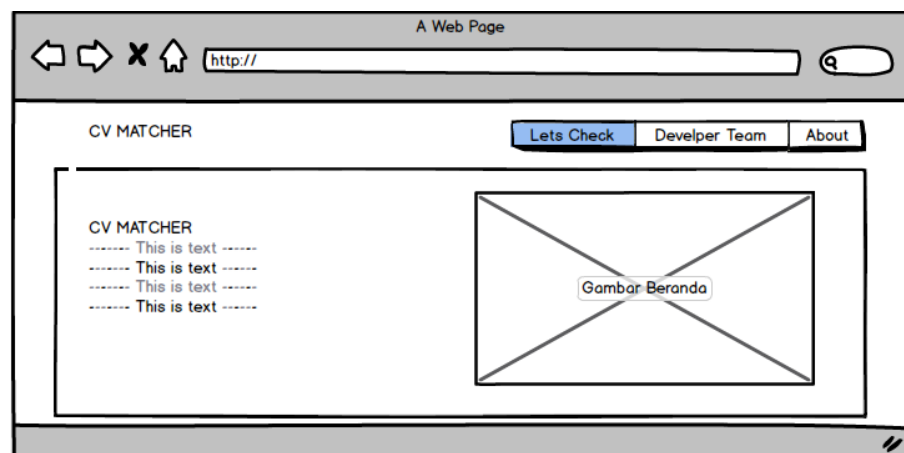 A Web Page
http://
CV MATCHER
Lets Check Develper Team About
CV MATCHER
------- This is text ------
------- This is text ------
------- This is text ------
------- This is text ------
Gambar Beranda